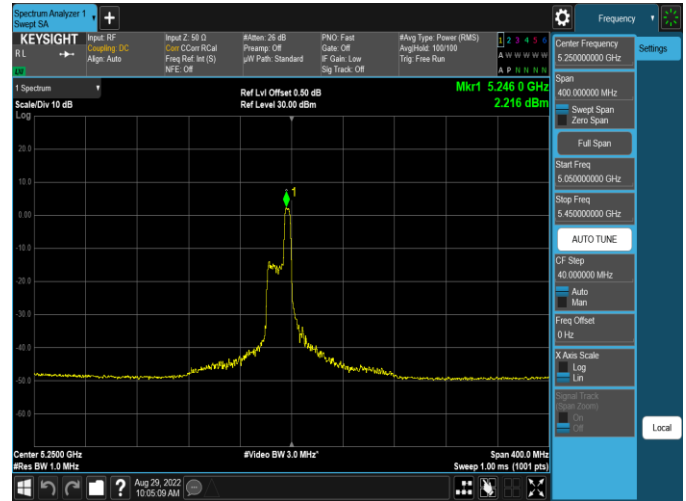 Spectrum Analyzer 1
Swept SA
+
Frequency
KEYSIGHT
R L
LV
Input: RF
Coupling: DC
Align: Auto
Input Z: 50 Ω
Corr CCorr RCal
Freq Ref: Int (S)
NFE: Off
#Atten: 26 dB
Preamp: Off
µW Path: Standard
PNO: Fast
Gate: Off
IF Gain: Low
Sig Track: Off
#Avg Type: Power (RMS)
Avg|Hold: 100/100
Trig: Free Run
1 2 3 4 5 6
A W W W W W
A P N N N N
1 Spectrum
Scale/Div 10 dB
Log
Ref Lvl Offset 0.50 dB
Ref Level 30.00 dBm
Mkr1 5.246 0 GHz
2.216 dBm
20.0
10.0
0.00
-10.0
-20.0
-30.0
-40.0
-50.0
-60.0
1
Center 5.2500 GHz
#Res BW 1.0 MHz
#Video BW 3.0 MHz*
Span 400.0 MHz
Sweep 1.00 ms (1001 pts)
Center Frequency
5.250000000 GHz
Settings
Span
400.000000 MHz
Swept Span
Zero Span
Full Span
Start Freq
5.050000000 GHz
Stop Freq
5.450000000 GHz
AUTO TUNE
CF Step
40.000000 MHz
Auto
Man
Freq Offset
0 Hz
X Axis Scale
Log
Lin
Signal Track
(Span Zoom)
On
Off
Local
?
Aug 29, 2022
10:05:09 AM